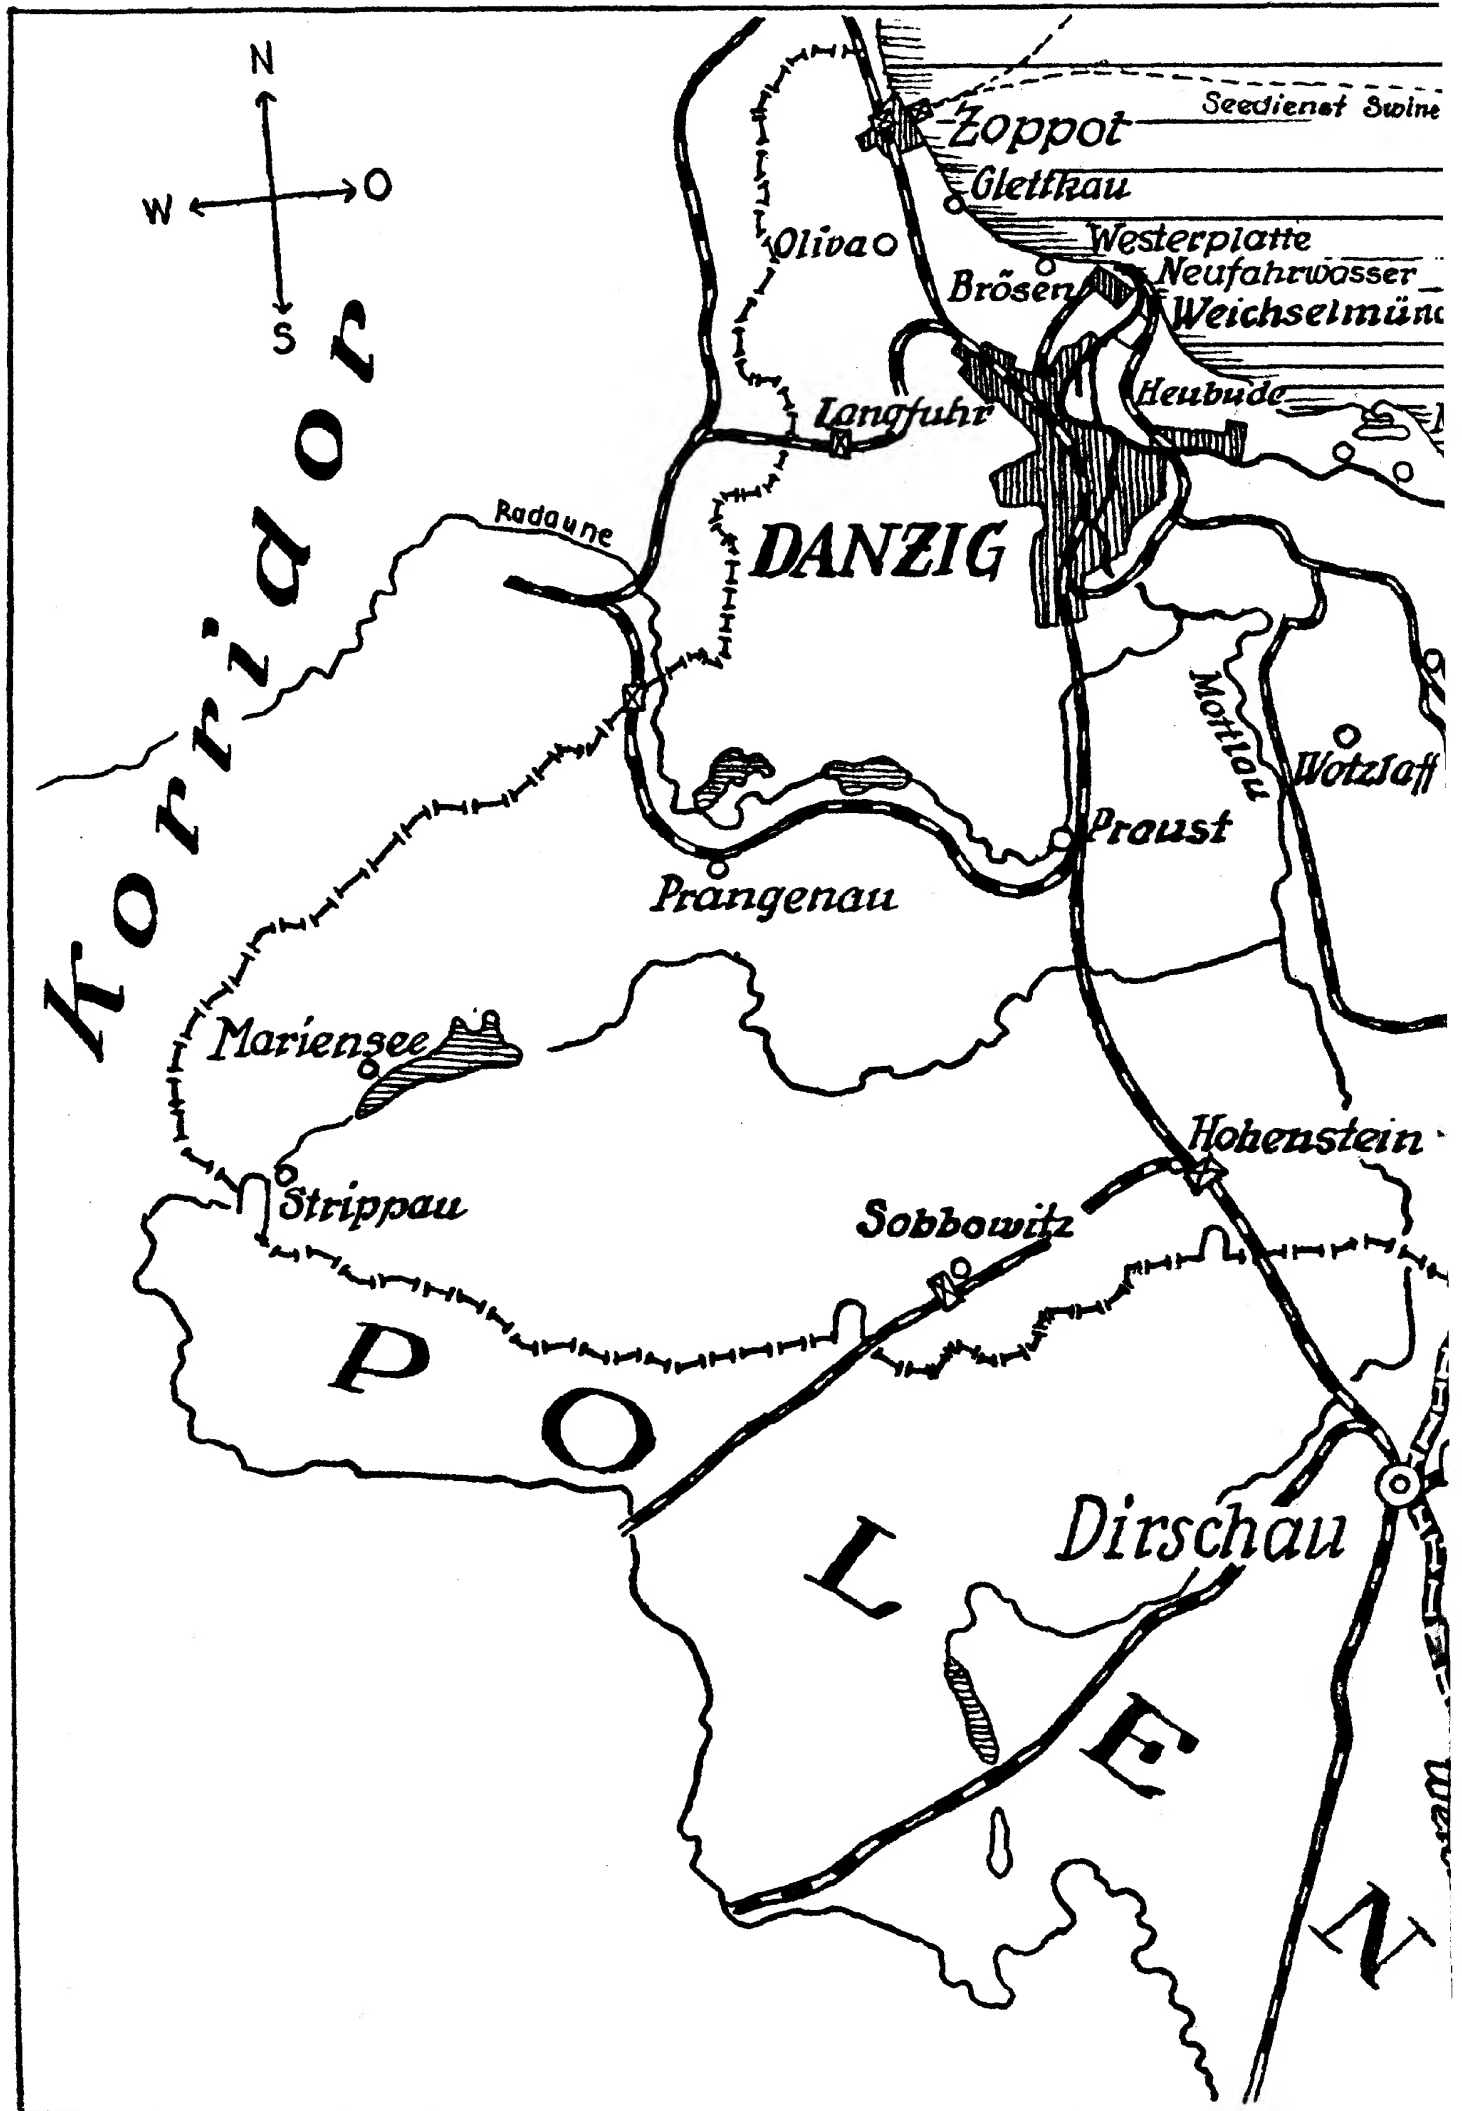 N
W
O
S
Seedienst Swine
Zoppot
Glettkau
Oliva
Westerplatte
Brösen
Neufahrwasser
Weichselmünd
Heubude
Langfuhr
Korridor
Radaune
DANZIG
Mottlau
Wotzlaff
Praust
Prangenau
Mariensee
Hohenstein
Strippau
Sobbowitz
POLEN
Dirschau